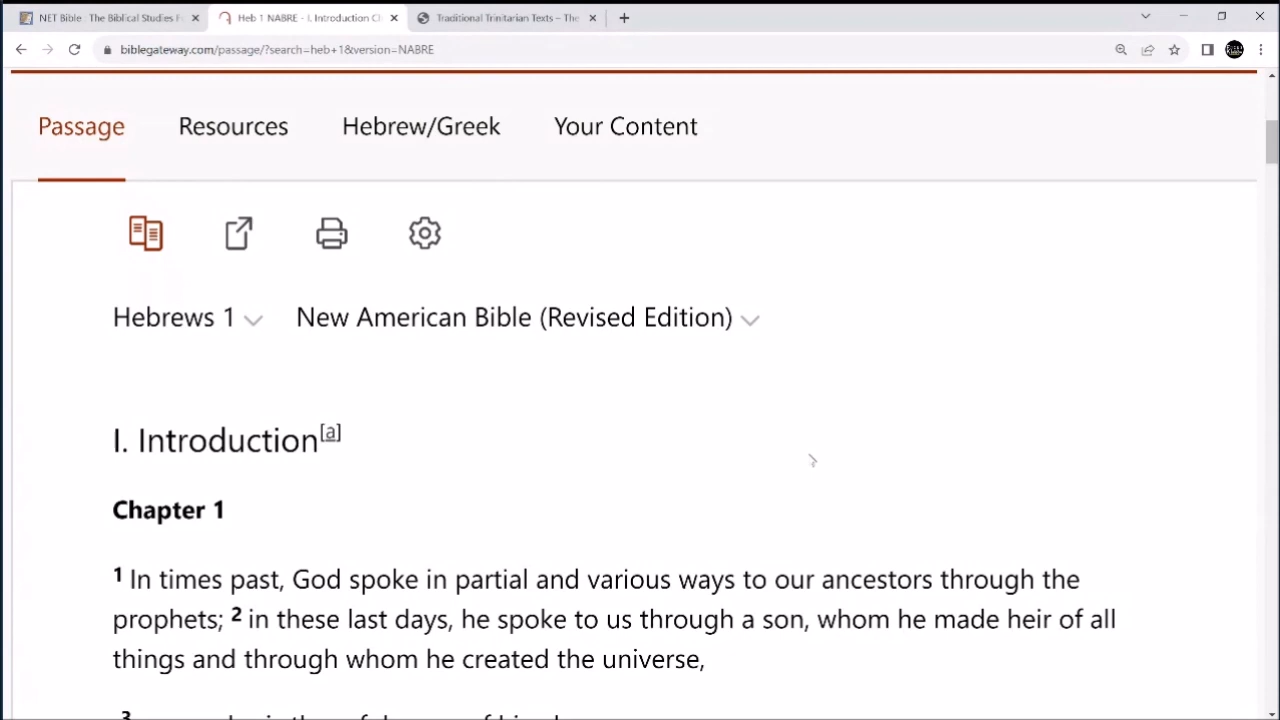 NET Bible The Biblical Studies F
Heb 1 NABRE - I. Introduction Ch
Traditional Trinitarian Texts – The
biblegateway.com/passage/?search=heb+1&version=NABRE
Passage Resources Hebrew/Greek Your Content
Hebrews 1 New American Bible (Revised Edition)
I. Introduction[a]
Chapter 1
1 In times past, God spoke in partial and various ways to our ancestors through the
prophets; 2 in these last days, he spoke to us through a son, whom he made heir of all
things and through whom he created the universe,
3